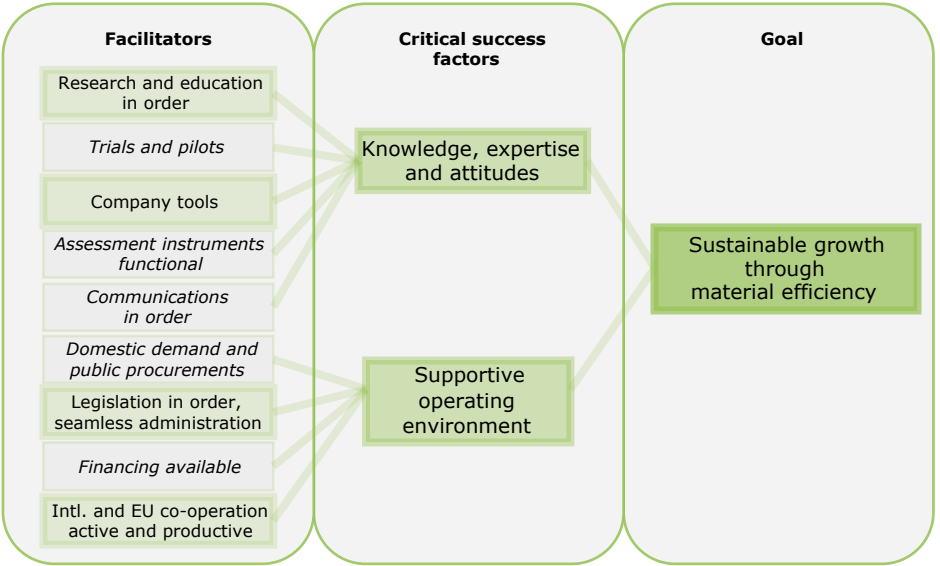 Facilitators
Research and education
in order
Trials and pilots
Company tools
Assessment instruments
functional
Communications
in order
Domestic demand and
public procurements
Legislation in order,
seamless administration
Financing available
Intl. and EU co-operation
active and productive
Critical success
factors
Knowledge, expertise
and attitudes
Supportive
operating
environment
Goal
Sustainable growth
through
material efficiency